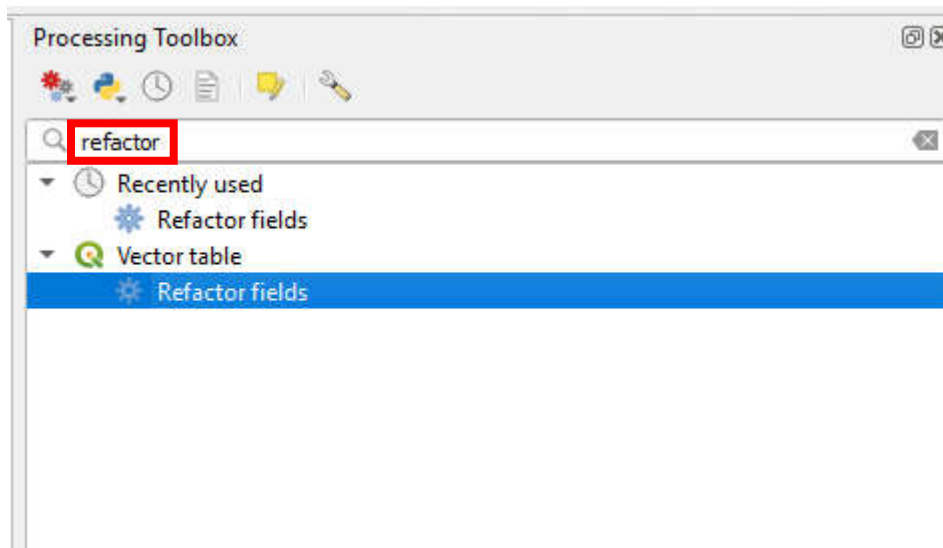 Processing Toolbox
refactor
Recently used
Refactor fields
Vector table
Refactor fields